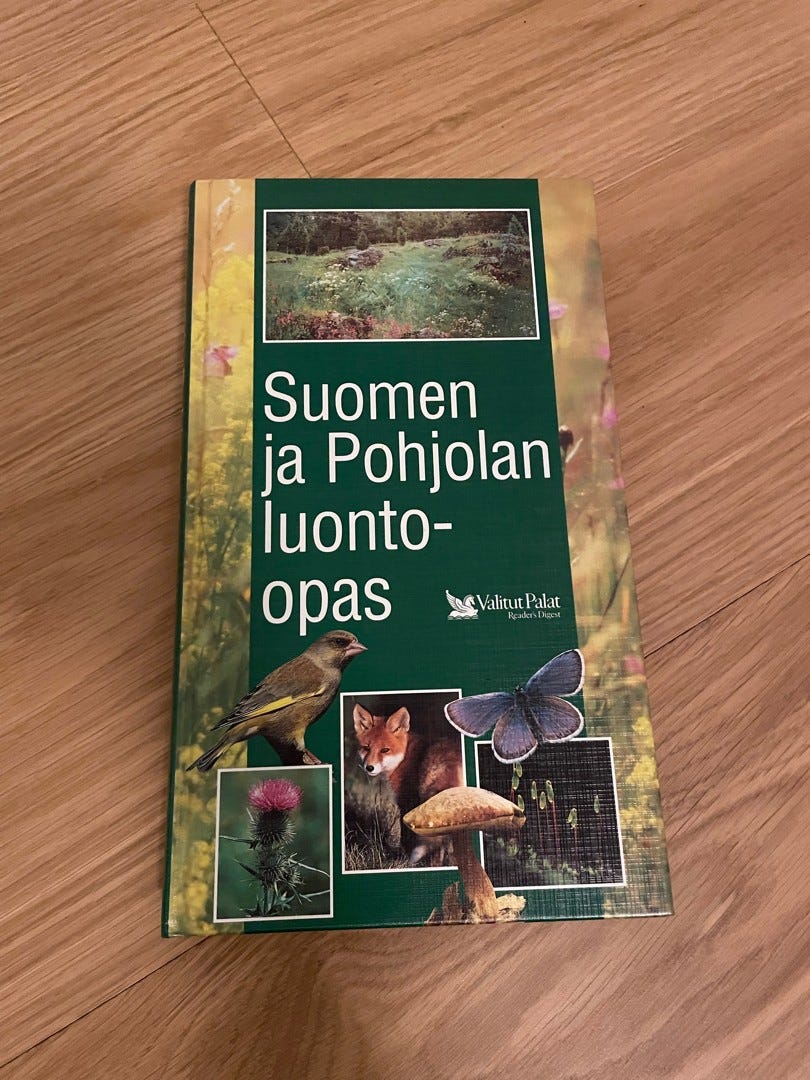 Suomen
ja Pohjolan
luonto-
opas
Valitut Palat
Reader's Digest